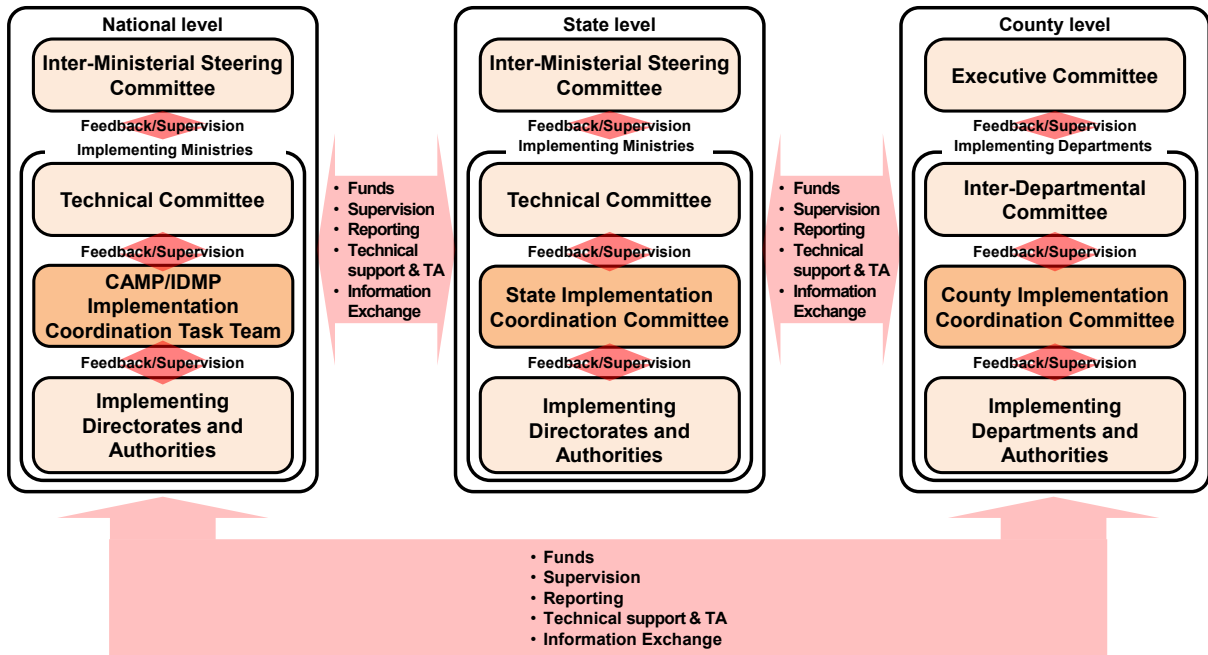 National level
Inter-Ministerial Steering
Committee
Feedback/Supervision
Implementing Ministries
Technical Committee
Feedback/Supervision
CAMP/IDMP
Implementation
Coordination Task Team
Feedback/Supervision
Implementing
Directorates and
Authorities
• Funds
• Supervision
• Reporting
• Technical
support & TA
• Information
Exchange
State level
Inter-Ministerial Steering
Committee
Feedback/Supervision
Implementing Ministries
Technical Committee
Feedback/Supervision
State Implementation
Coordination Committee
Feedback/Supervision
Implementing
Directorates and
Authorities
• Funds
• Supervision
• Reporting
• Technical
support & TA
• Information
Exchange
County level
Executive Committee
Feedback/Supervision
Implementing Departments
Inter-Departmental
Committee
Feedback/Supervision
County Implementation
Coordination Committee
Feedback/Supervision
Implementing
Departments and
Authorities
• Funds
• Supervision
• Reporting
• Technical support & TA
• Information Exchange